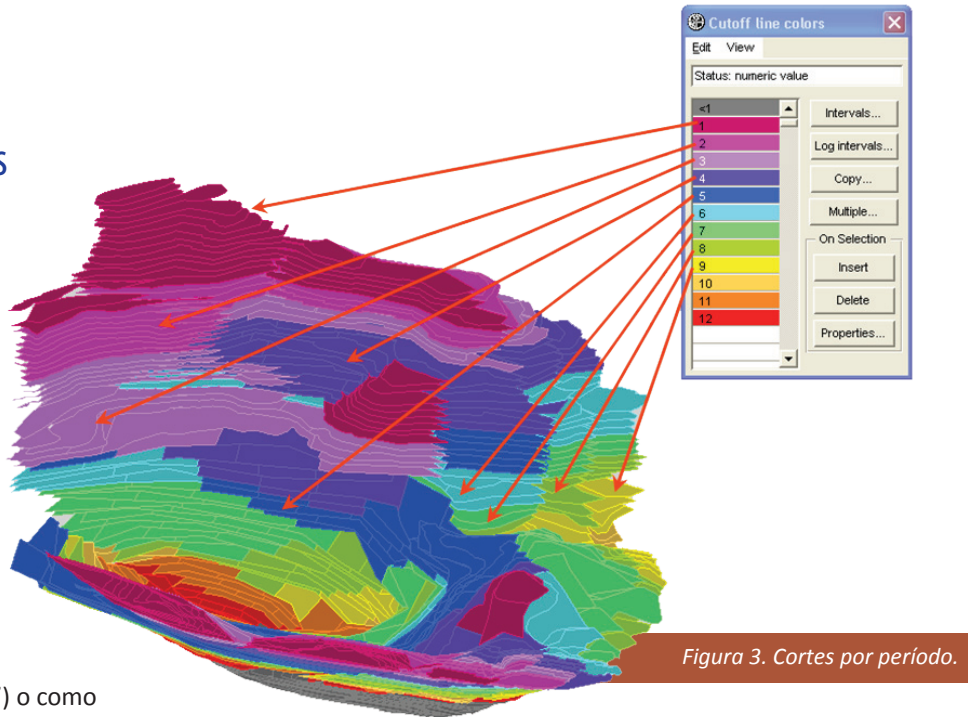 Cutoff line colors
Edit View
Status: numeric value
<1
1
2
3
4
5
6
7
8
9
10
11
12
Intervals...
Log intervals...
Copy...
Multiple...
On Selection
Insert
Delete
Properties...
S
Figura 3. Cortes por período.
) o como